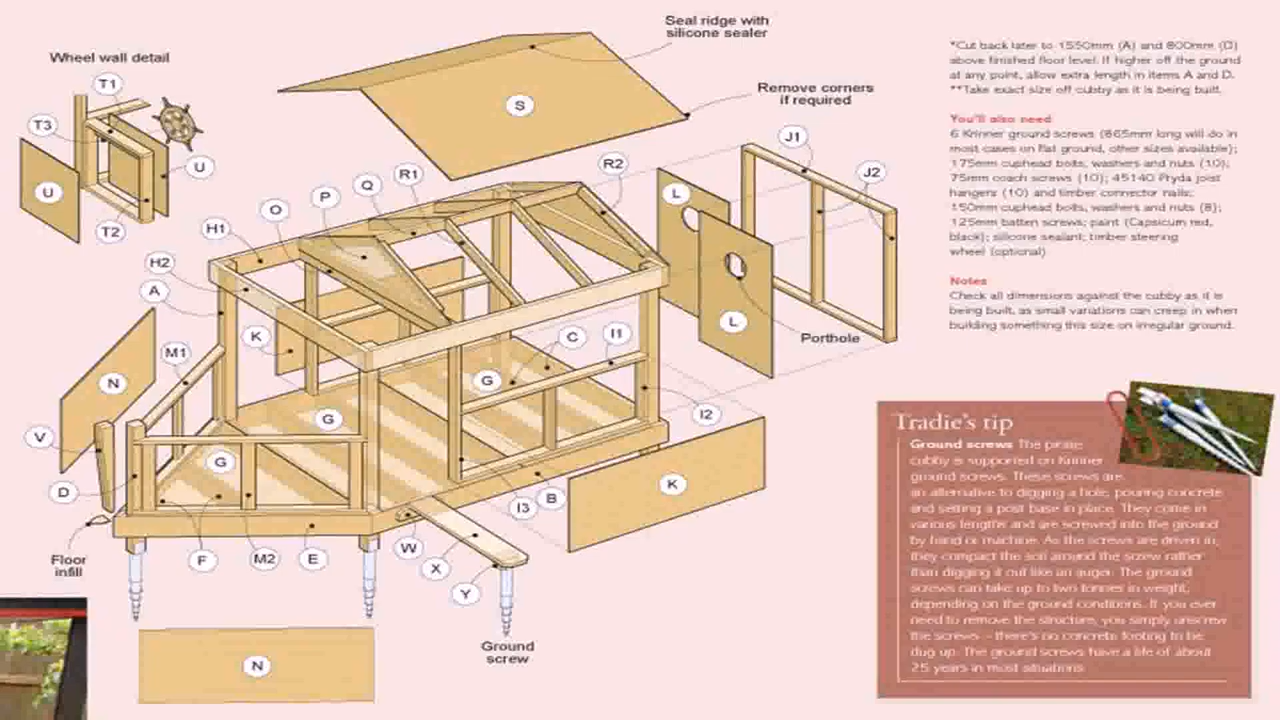 Wheel wall detail
T1
T3
U
U
T2
Seal ridge with
silicone sealer
S
Remove corners
if required
J1
J2
R2
R1
Q
P
O
H1
H2
A
L
L
Porthole
K
M1
N
C
I1
G
G
G
I2
V
D
K
B
I3
W
X
Y
F
M2
E
Floor
infill
N
Ground
screw
*Cut back later to 1550mm (A) and 800mm (D)
above finished floor level. If higher off the ground
at any point, allow extra length in items A and D.
**Take exact size off cubby as it is being built.
You'll also need
6 Krinner ground screws (865mm long will do in
most cases on flat ground, other sizes available);
175mm cuphead bolts, washers and nuts (10);
75mm coach screws (10); 45140 Pryda joist
hangers (10) and timber connector nails;
150mm cuphead bolts, washers and nuts (8);
125mm batten screws; paint (Capsicum red,
black); silicone sealant; timber steering
wheel (optional)
Notes
Check all dimensions against the cubby as it is
being built, as small variations can creep in when
building something this size on irregular ground.
Tradie's tip
Ground screws The pirate
cubby is supported on Krinner
ground screws. These screws are
an alternative to digging a hole, pouring concrete
and setting a post base in place. They come in
various lengths and are screwed into the ground
by hand or machine. As the screws are driven in,
they compact the soil around the screw rather
than digging it out like an auger. The ground
screws can take up to two tonnes in weight,
depending on the ground conditions. If you ever
need to remove the structure, you simply unscrew
the screws – there's no concrete footing to be
dug up. The ground screws have a life of about
25 years in most situations.